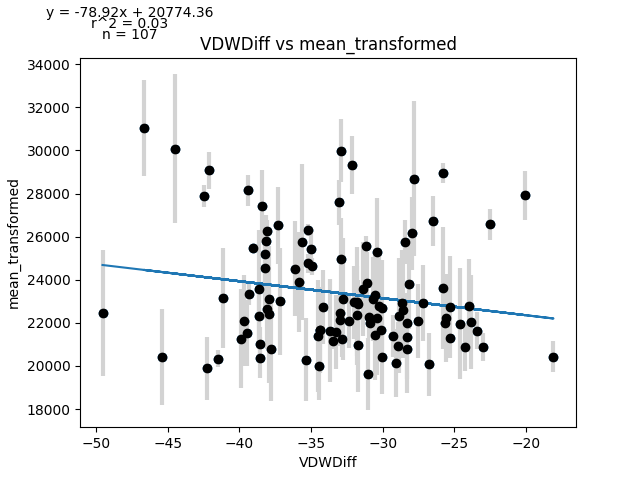 y = -78.92x + 20774.36
r^2 = 0.03
n = 107
VDWDiff vs mean_transformed
34000
32000
30000
28000
26000
24000
22000
20000
18000
mean_transformed
−50
−45
−40
−35
−30
−25
−20
VDWDiff